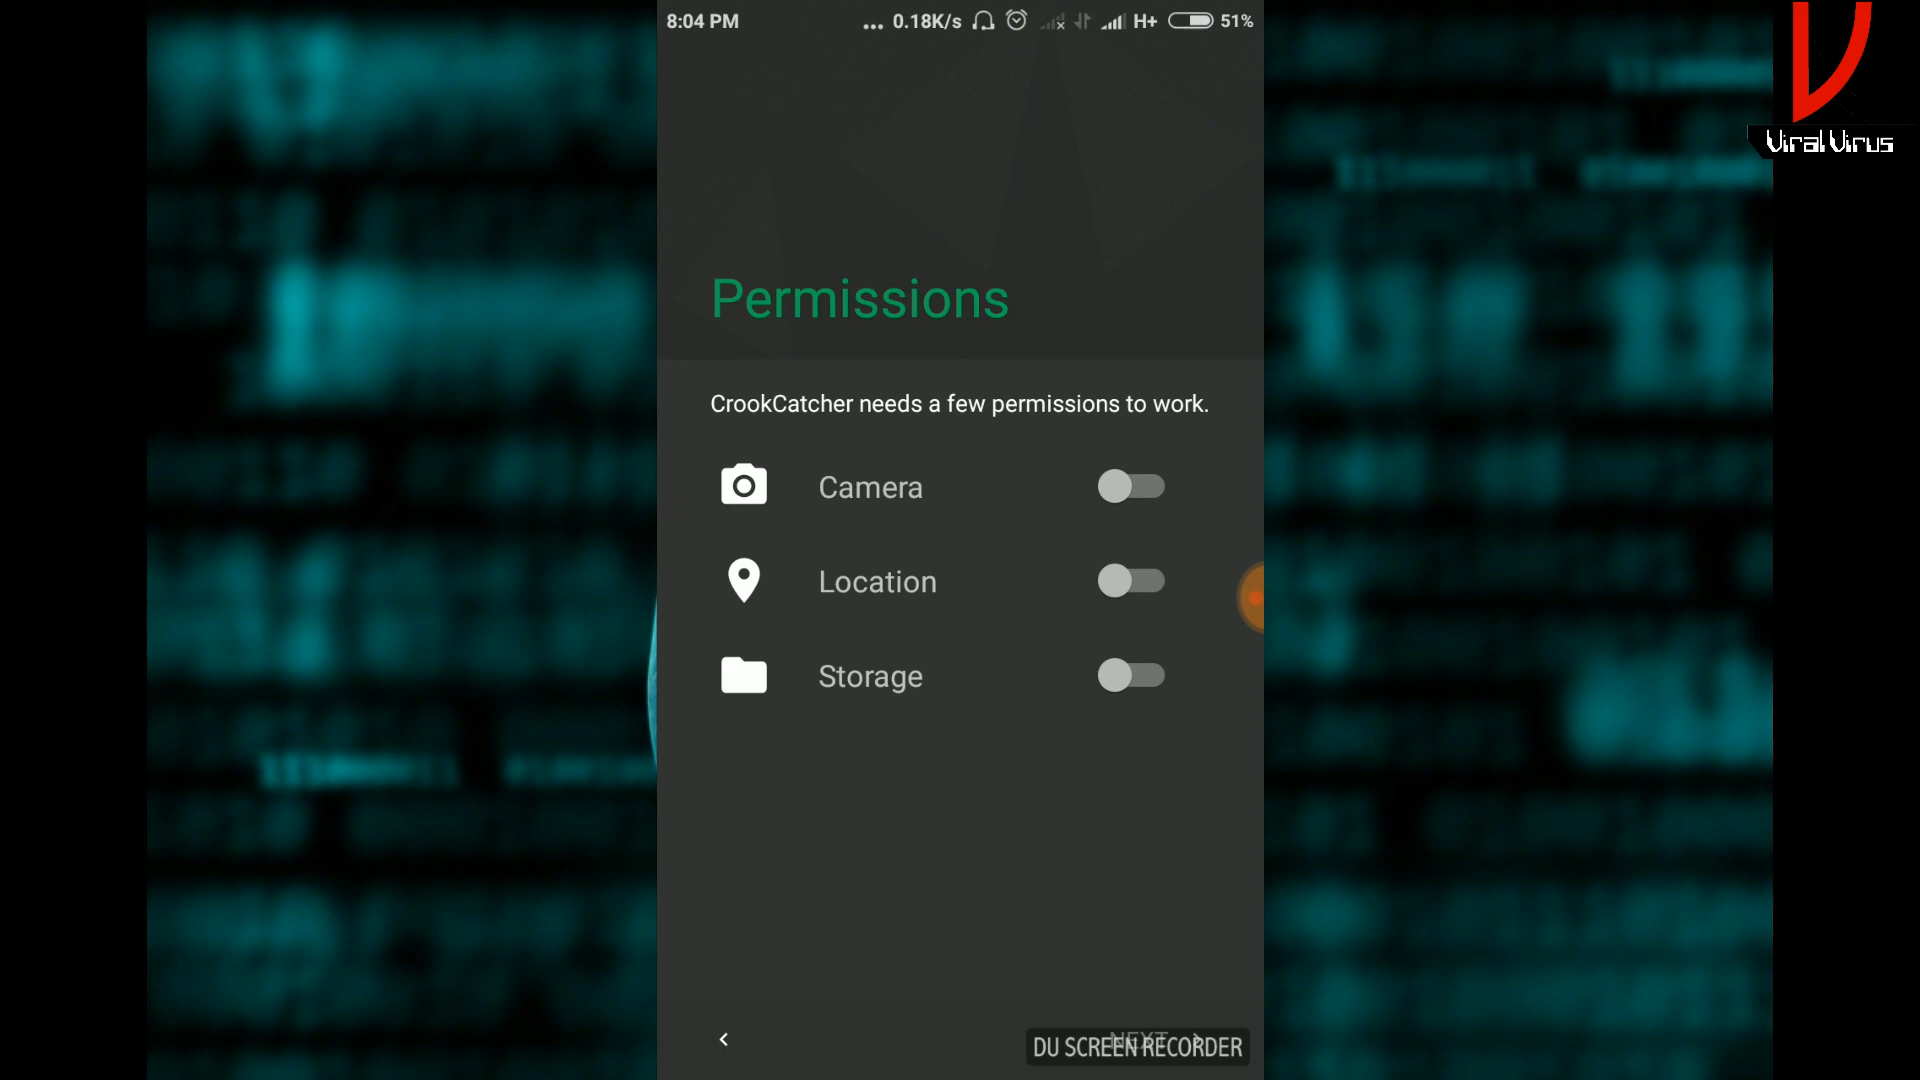 8:04 PM ... 0.18K/s H+ 51%
Viral Virus
Permissions
CrookCatcher needs a few permissions to work.
Camera
Location
Storage
NEXT
DU SCREEN RECORDER